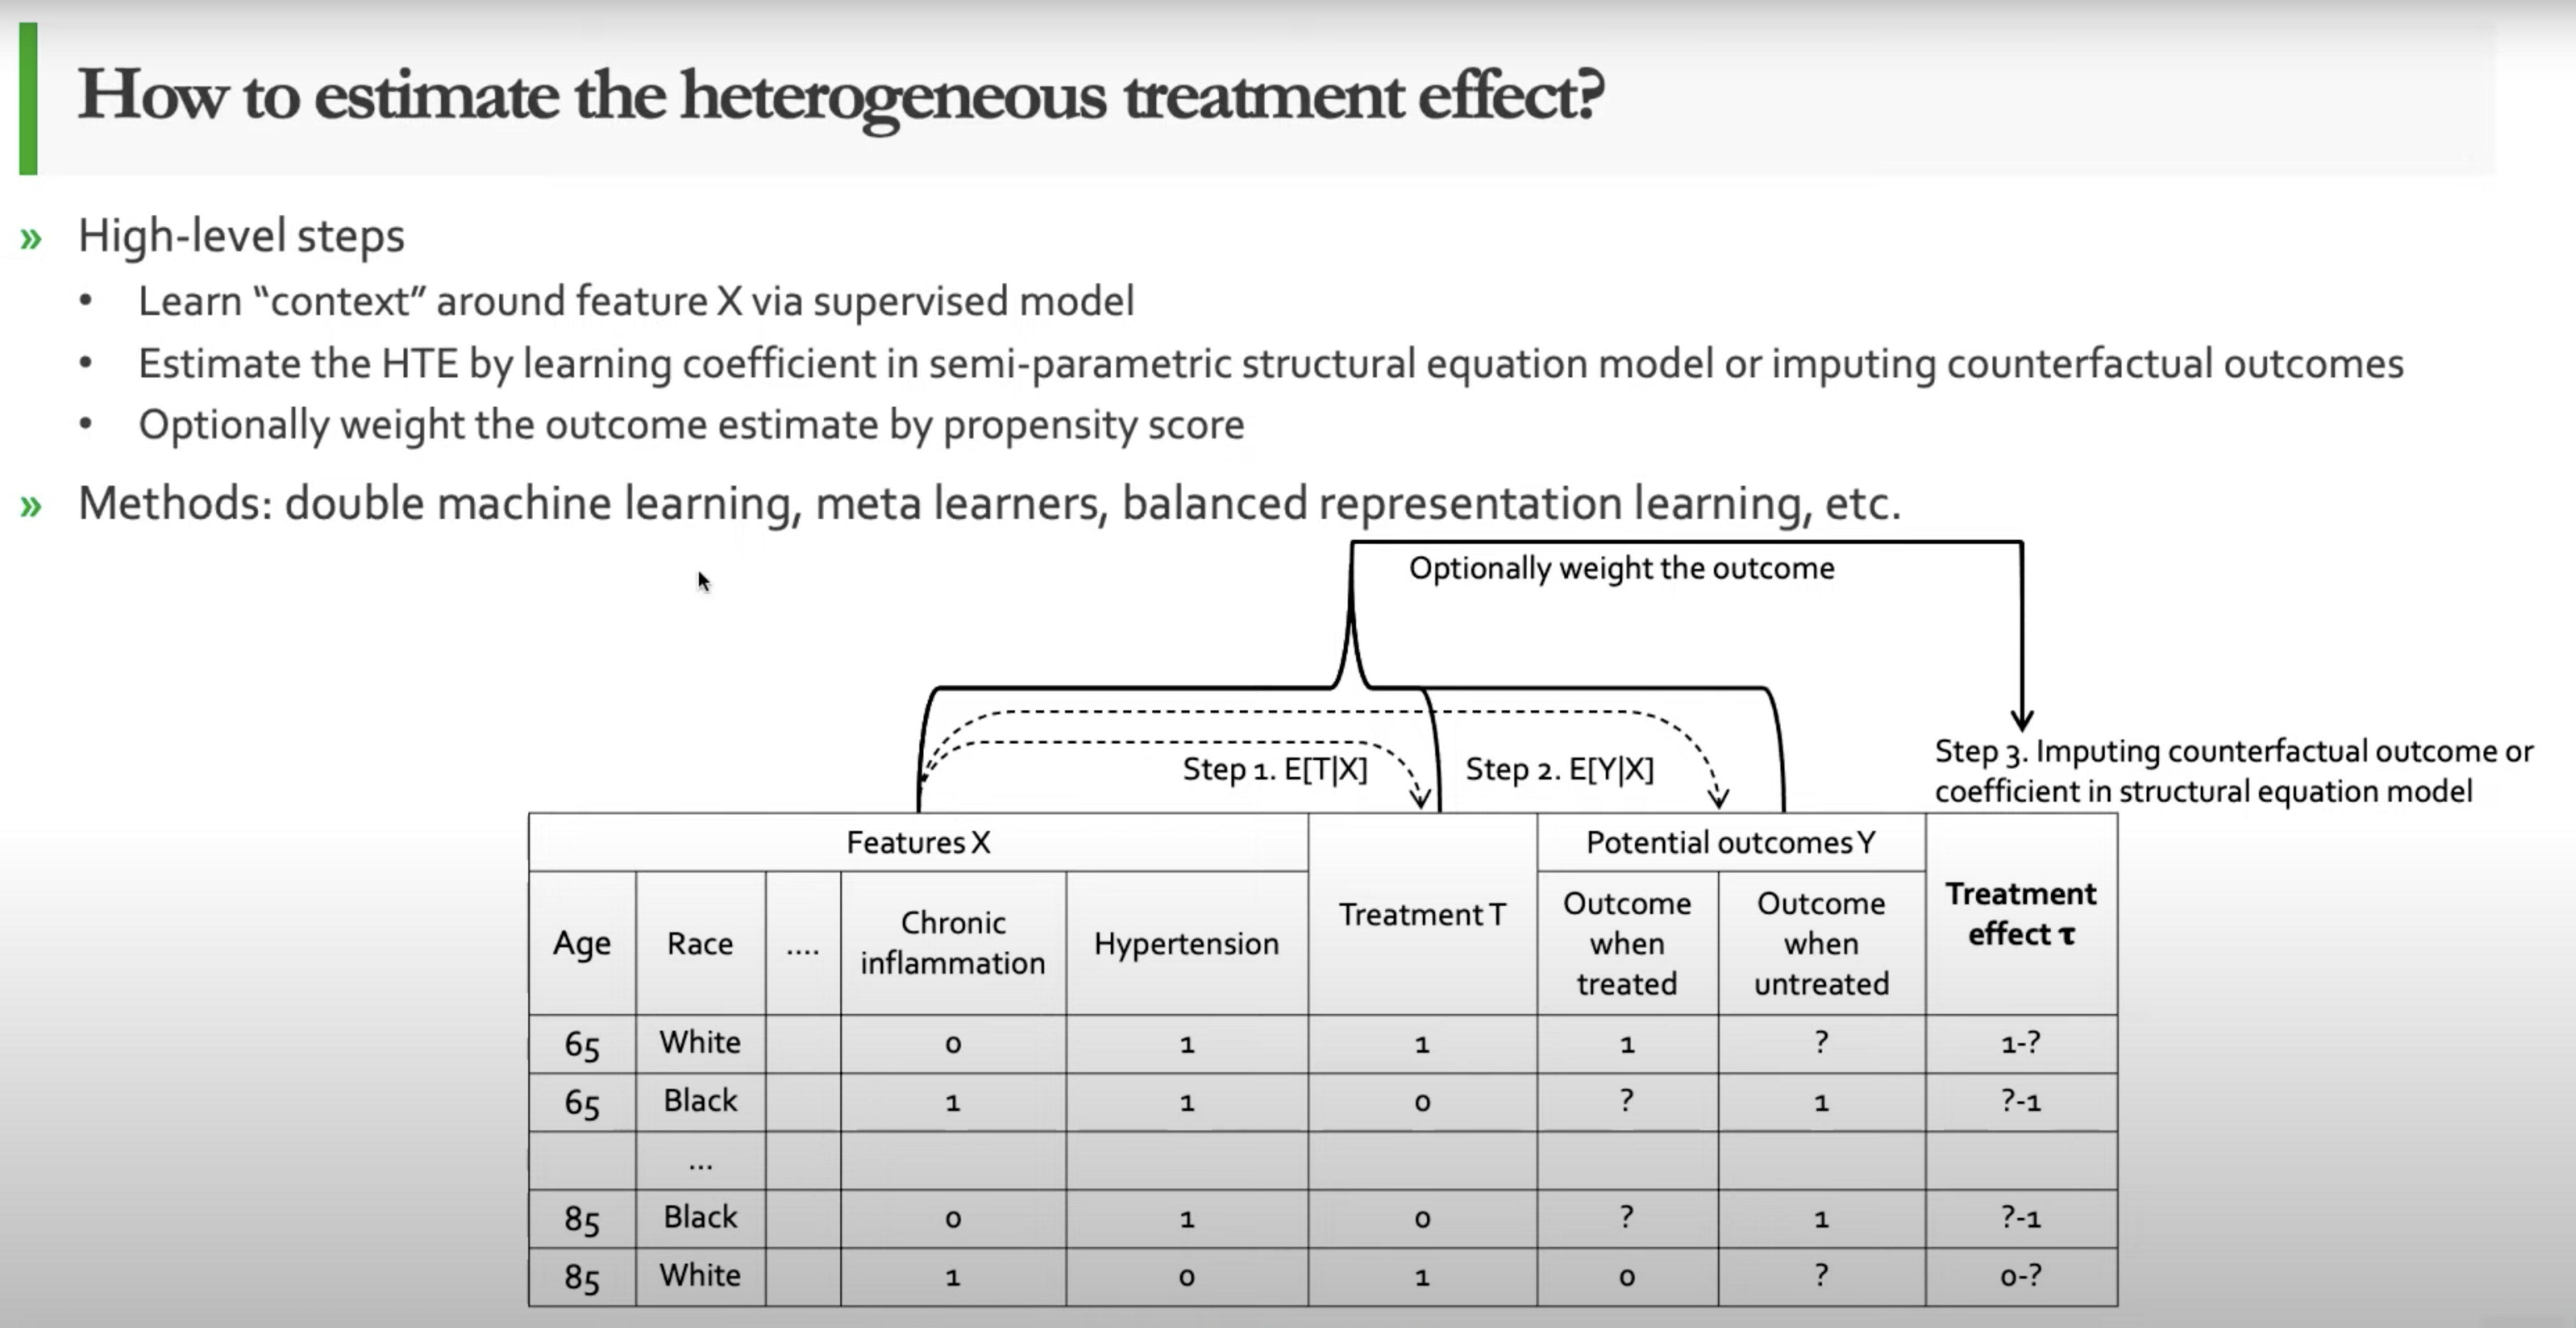 How to estimate the heterogeneous treatment effect?
» High-level steps
• Learn “context” around feature X via supervised model
• Estimate the HTE by learning coefficient in semi-parametric structural equation model or imputing counterfactual outcomes
• Optionally weight the outcome estimate by propensity score
» Methods: double machine learning, meta learners, balanced representation learning, etc.
Optionally weight the outcome
Step 1. E[T|X]
Step 2. E[Y|X]
Step 3. Imputing counterfactual outcome or
coefficient in structural equation model
Features X
Treatment T
Potential outcomes Y
Treatment
effect τ
Age
Race
....
Chronic
inflammation
Hypertension
Outcome
when
treated
Outcome
when
untreated
65 White 0 1 1 1 ? 1-?
65 Black 1 1 0 ? 1 ?-1
...
85 Black 0 1 0 ? 1 ?-1
85 White 1 0 1 0 ? 0-?